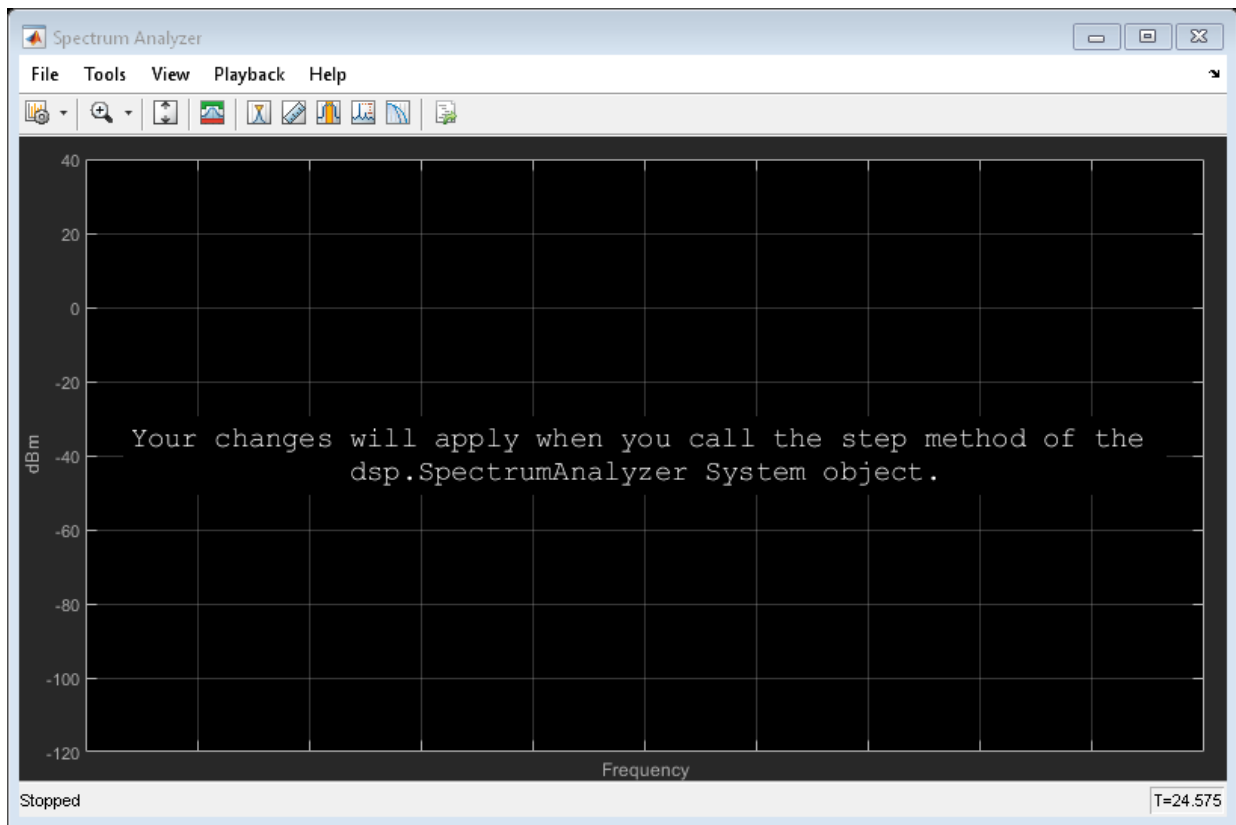 Spectrum Analyzer
File Tools View Playback Help
40
20
0
-20
-40
-60
-80
-100
-120
dBm
Your changes will apply when you call the step method of the
dsp.SpectrumAnalyzer System object.
Frequency
Stopped
T=24.575